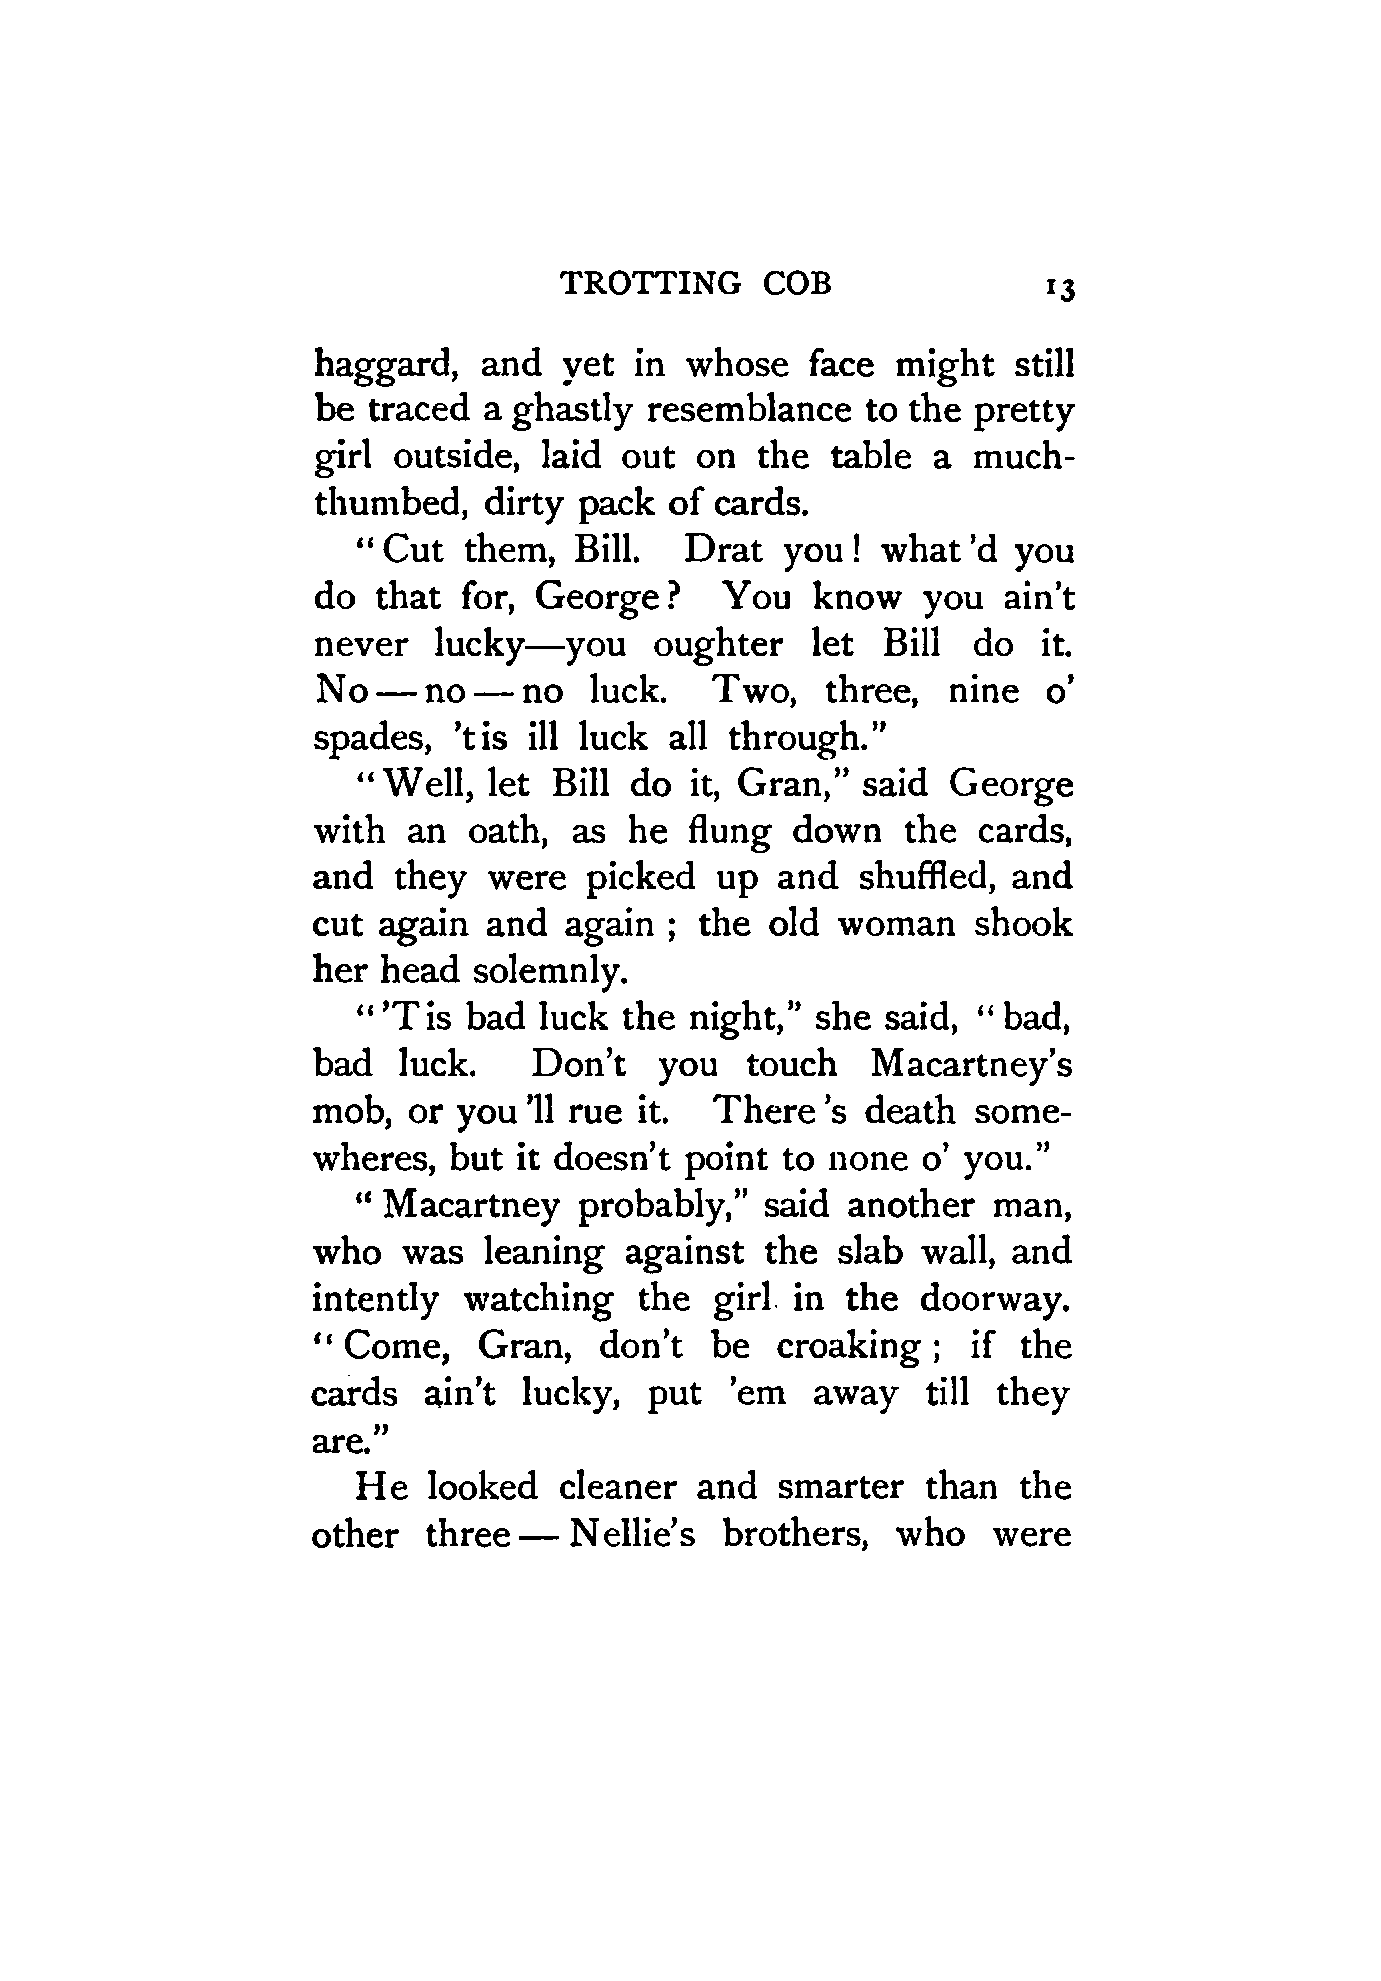 TROTTING COB 13
haggard, and yet in whose face might still
be traced a ghastly resemblance to the pretty
girl outside, laid out on the table a much-
thumbed, dirty pack of cards.
“Cut them, Bill. Drat you! what 'd you
do that for, George? You know you ain't
never lucky—you oughter let Bill do it.
No—no—no luck. Two, three, nine o'
spades, 'tis ill luck all through.”
“Well, let Bill do it, Gran,” said George
with an oath, as he flung down the cards,
and they were picked up and shuffled, and
cut again and again ; the old woman shook
her head solemnly.
“'Tis bad luck the night,” she said, “bad,
bad luck. Don't you touch Macartney's
mob, or you 'll rue it. There 's death some-
wheres, but it doesn't point to none o' you.”
“Macartney probably,” said another man,
who was leaning against the slab wall, and
intently watching the girl in the doorway.
“Come, Gran, don't be croaking ; if the
cards ain't lucky, put 'em away till they
are.”
He looked cleaner and smarter than the
other three—Nellie's brothers, who were